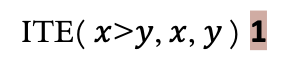 ITE( x>y, x, y ) 1